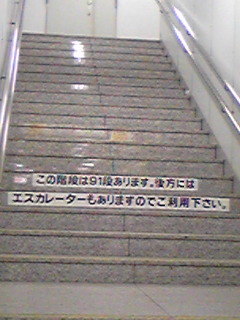 この階段は91段あります。後方には
エスカレーターもありますのでご利用下さい。